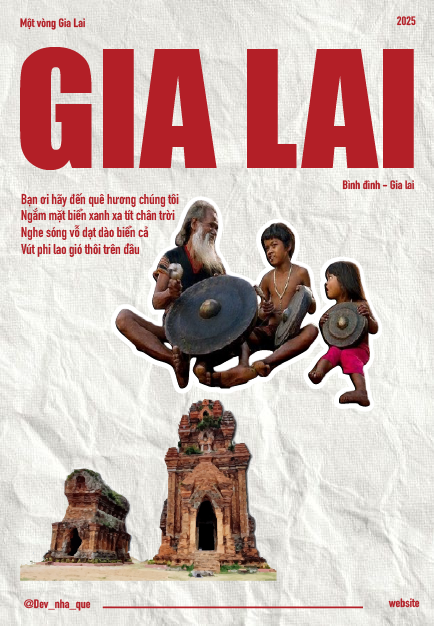 Một vòng Gia Lai
2025
GIA LAI
Bình đinh - Gia lai
Bạn ơi hãy đến quê hương chúng tôi
Ngắm mặt biển xanh xa tít chân trời
Nghe sóng vỗ dạt dào biển cả
Vút phi lao gió thổi trên đầu
@Dev_nha_que
website